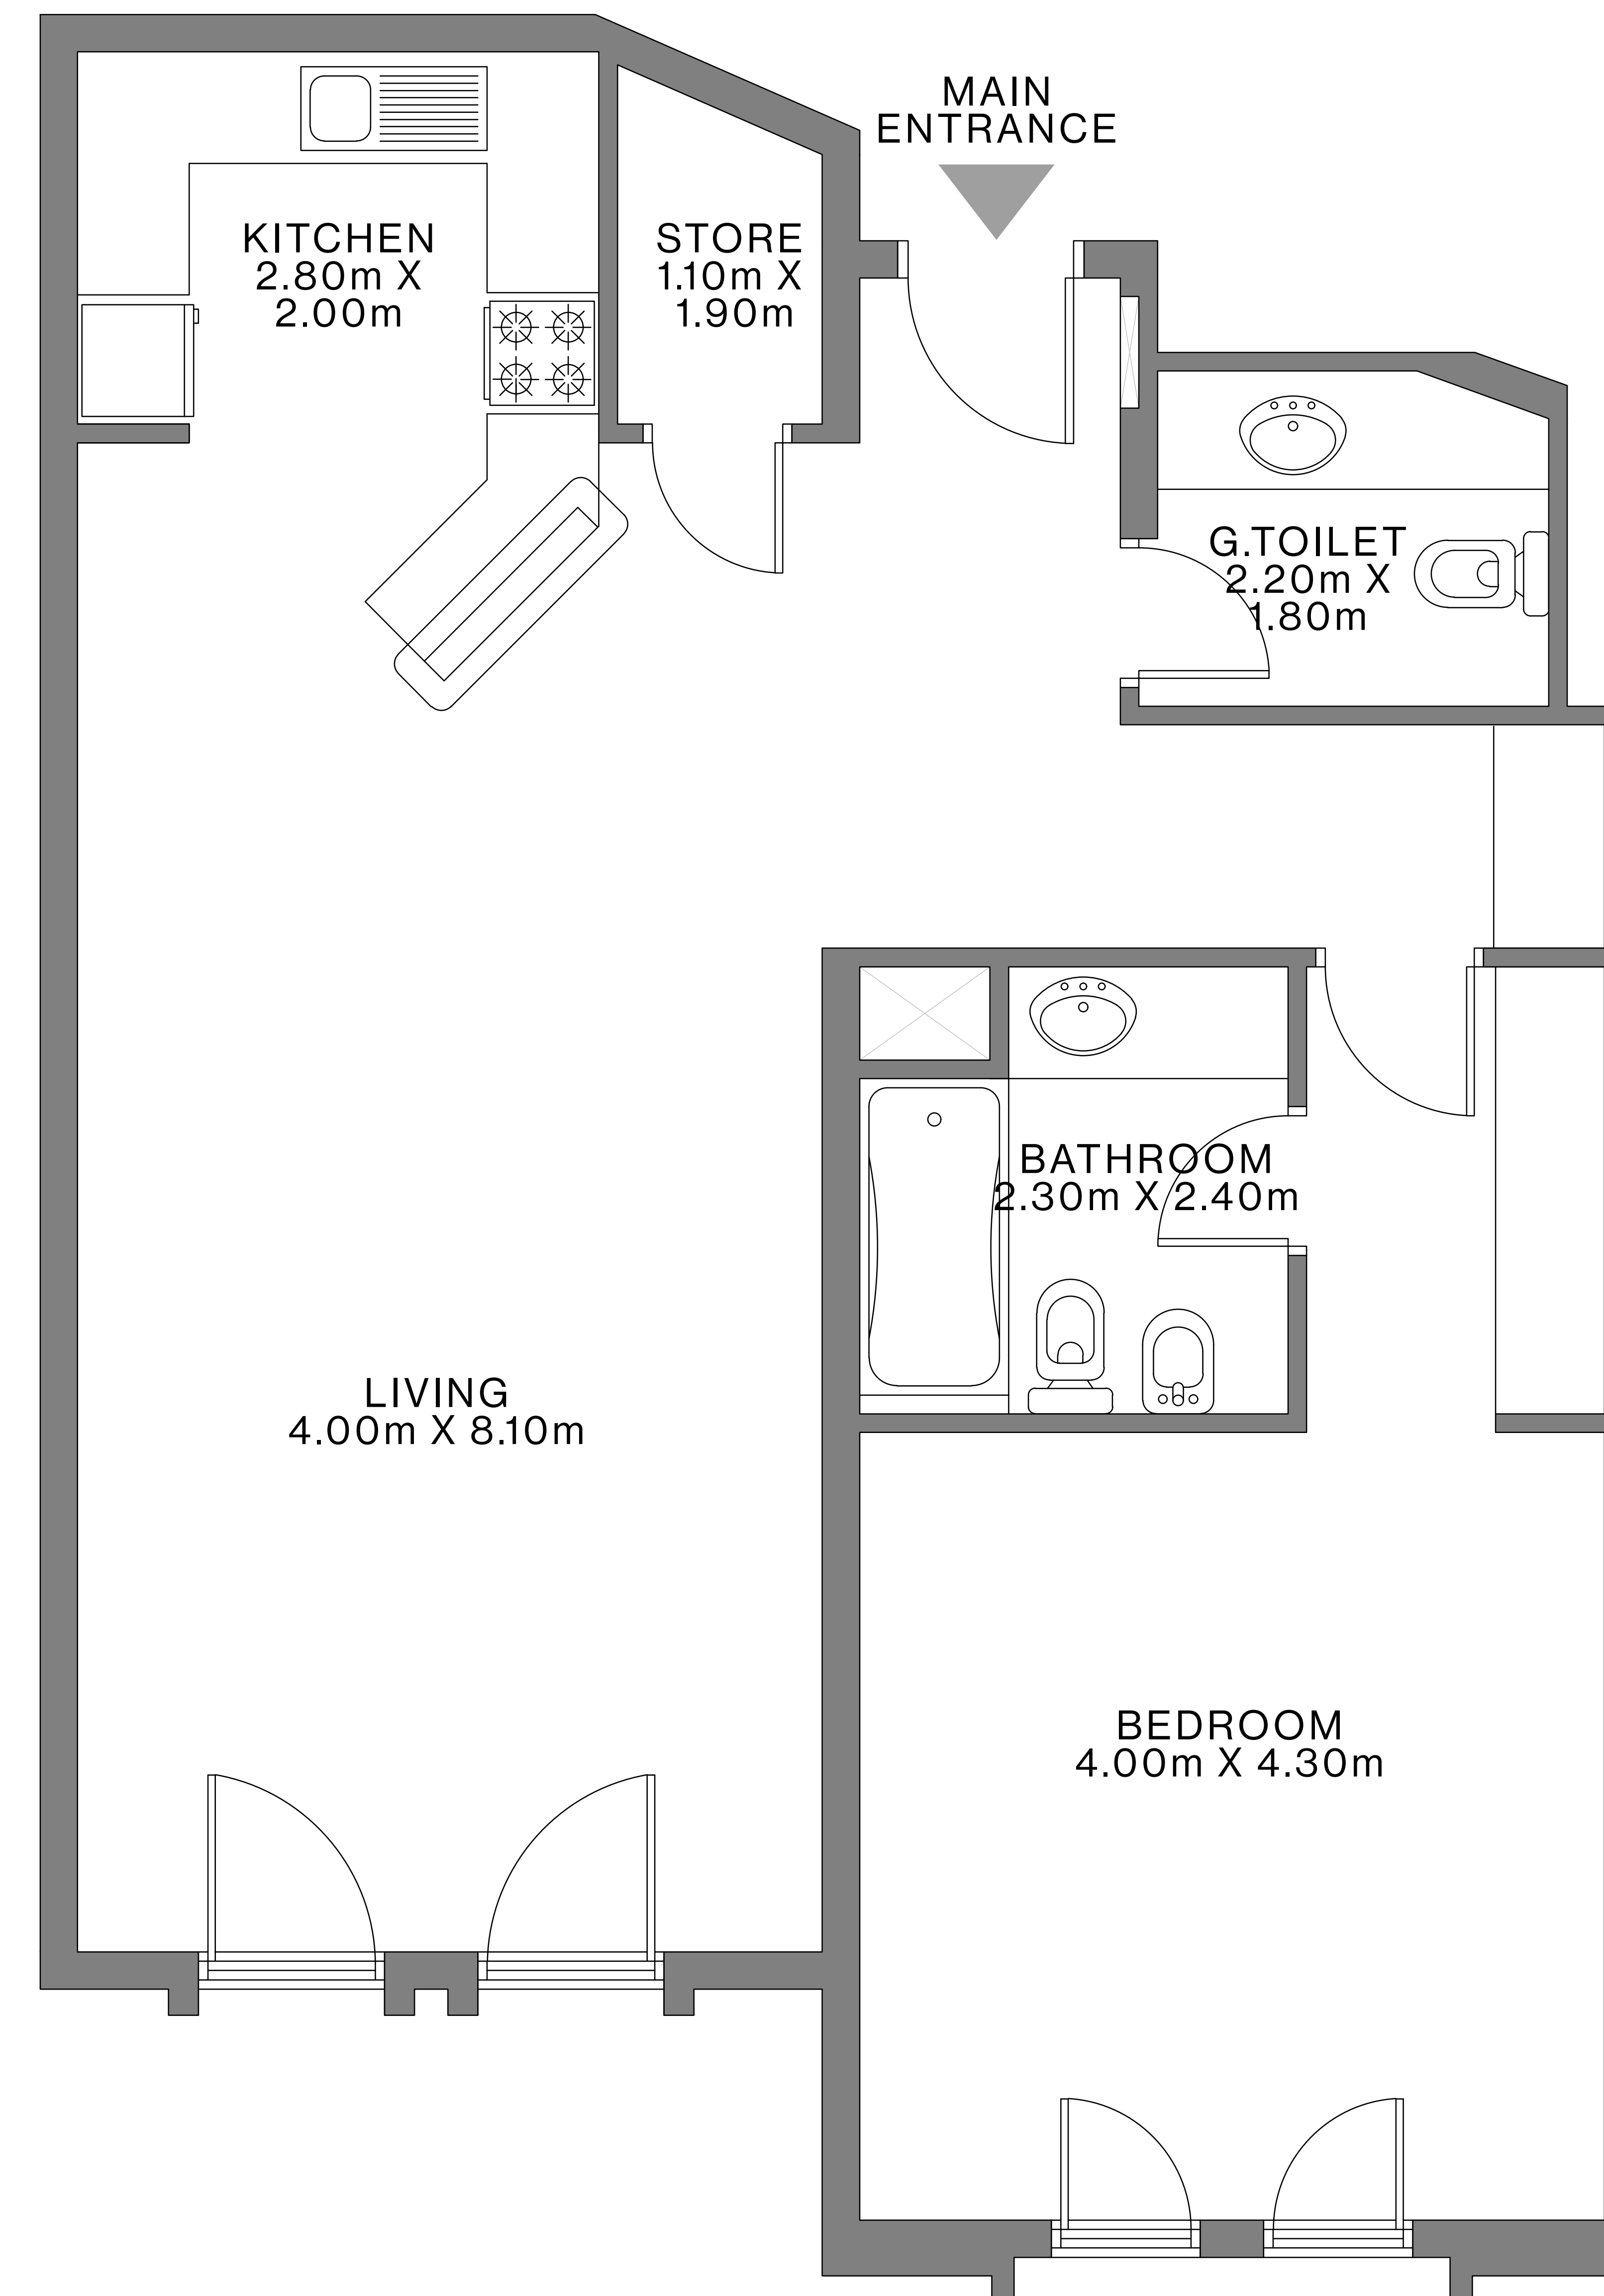 MAIN
ENTRANCE
KITCHEN
2.80m X
2.00m
STORE
1.10m X
1.90m
G.TOILET
2.20m X
1.80m
BATHROOM
2.30m X 2.40m
LIVING
4.00m X 8.10m
BEDROOM
4.00m X 4.30m